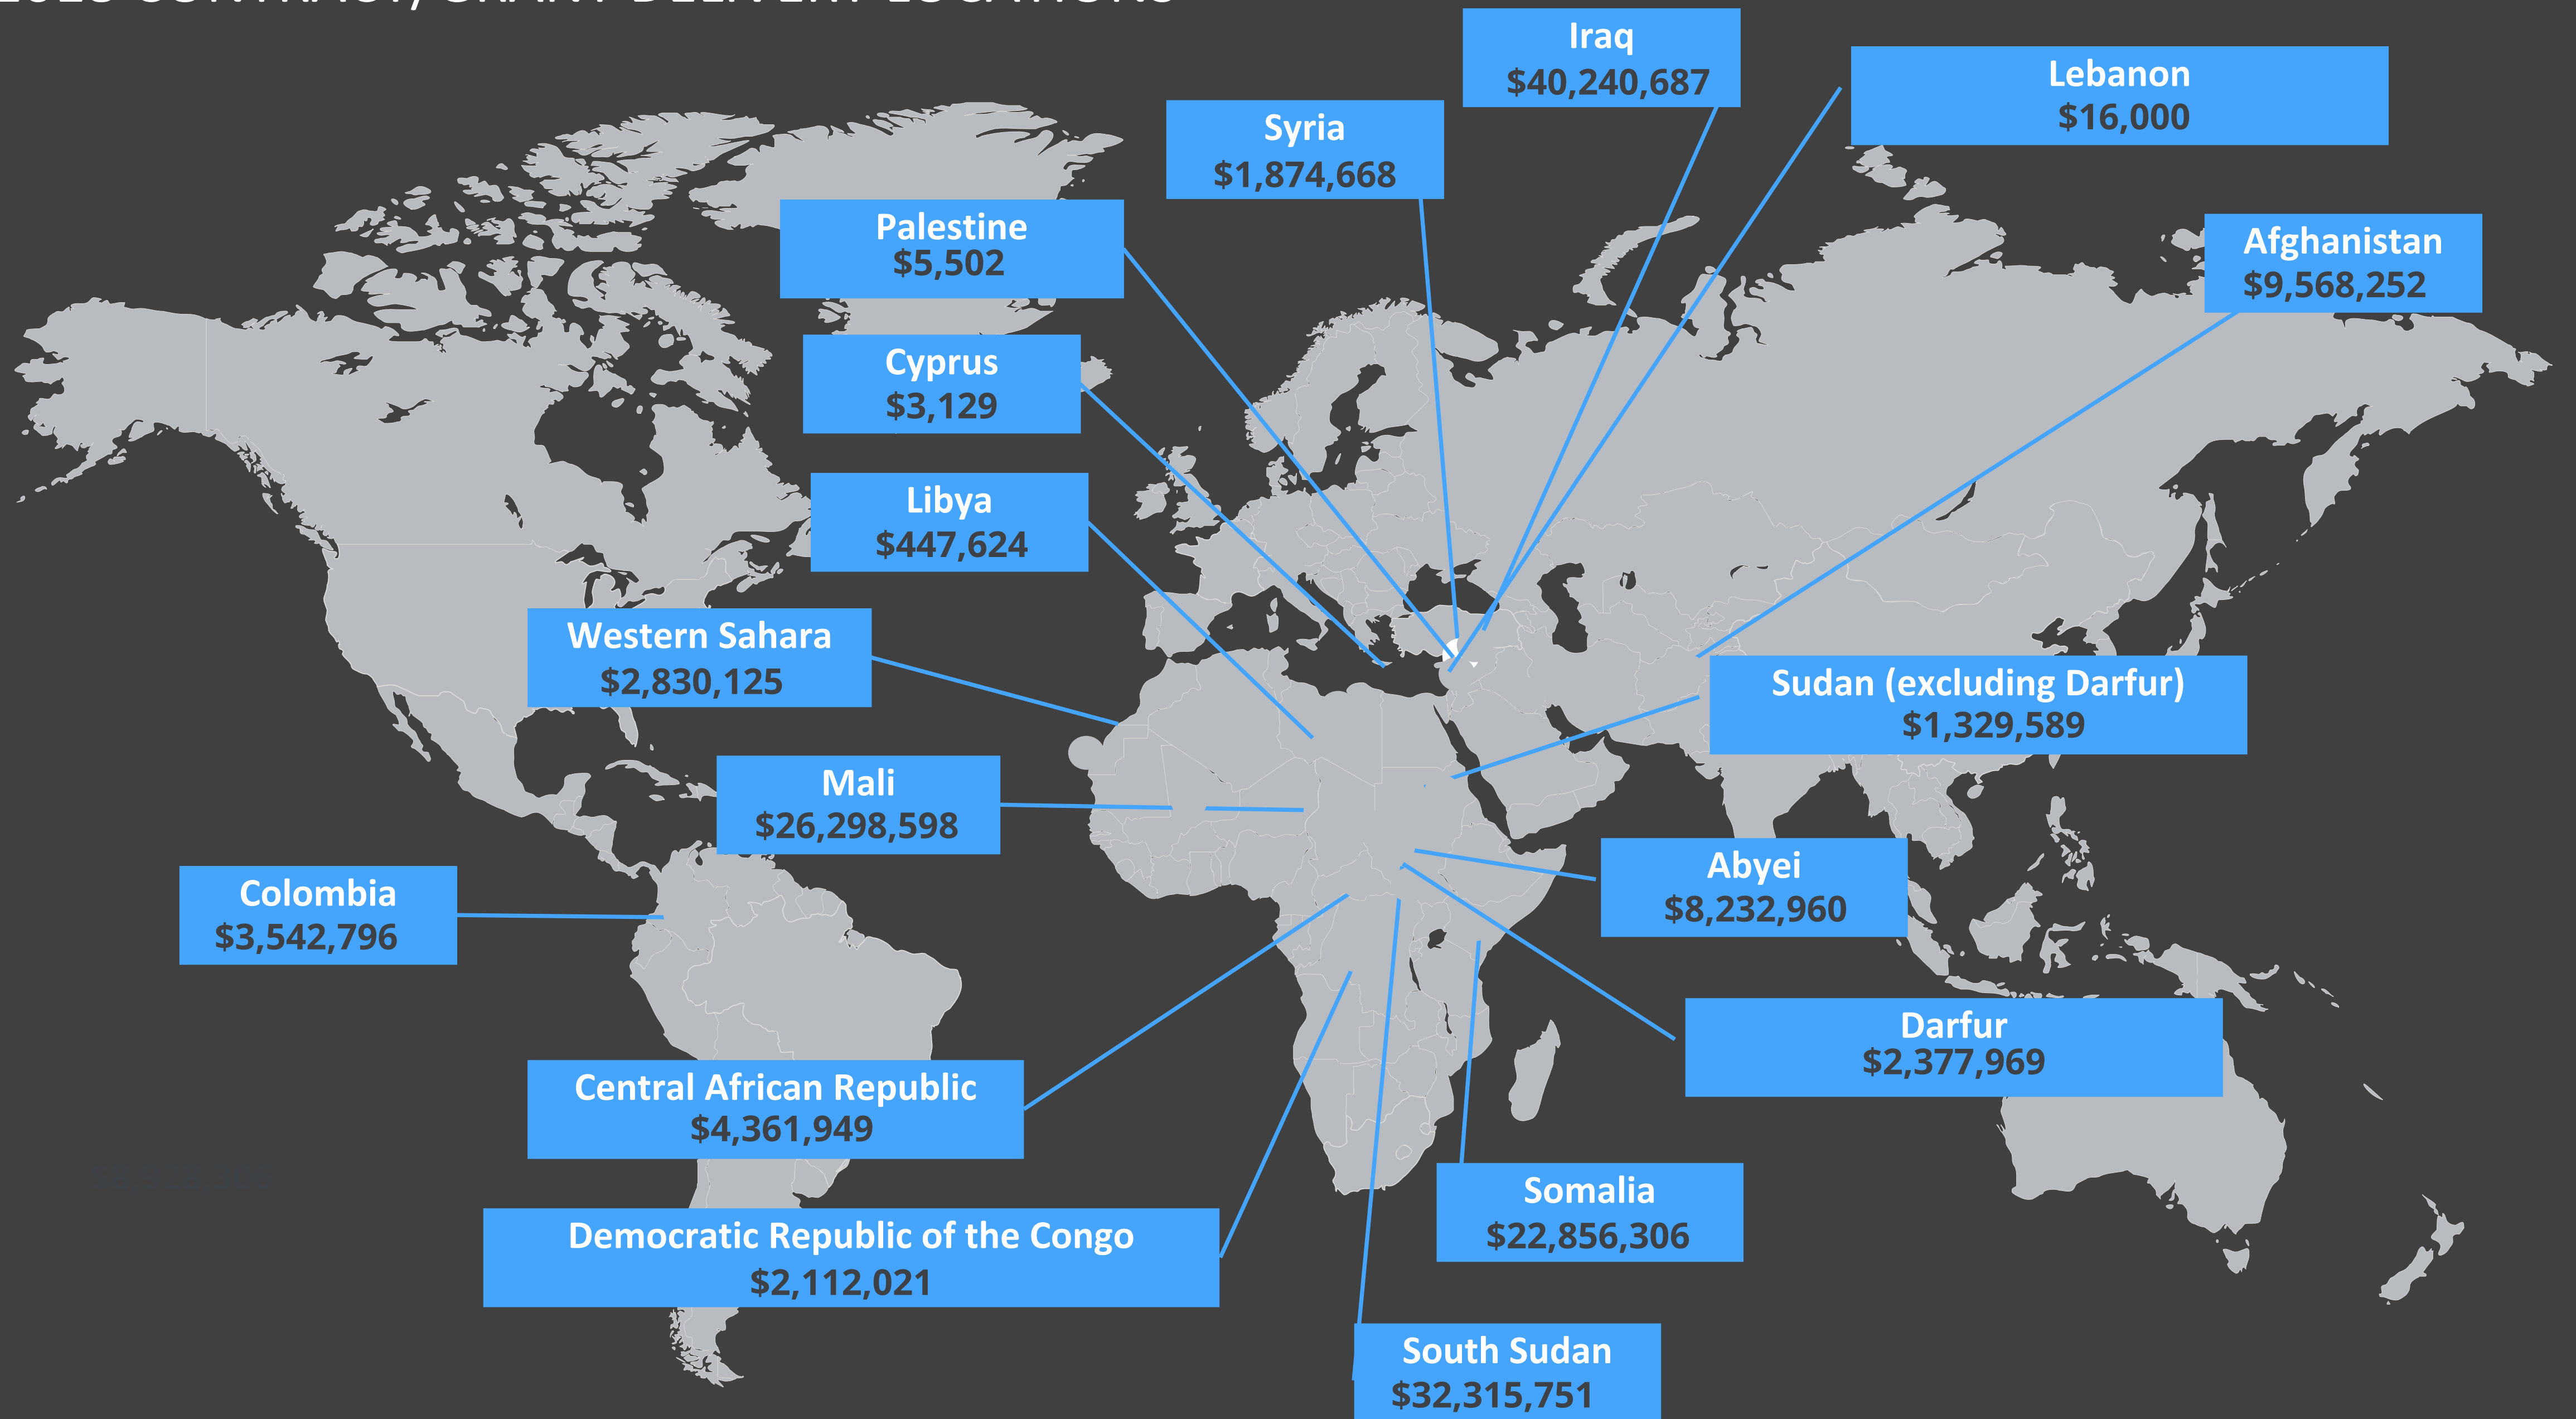 Iraq
$40,240,687
Lebanon
$16,000
Syria
$1,874,668
Palestine
$5,502
Afghanistan
$9,568,252
Cyprus
$3,129
Libya
$447,624
Western Sahara
$2,830,125
Sudan (excluding Darfur)
$1,329,589
Mali
$26,298,598
Abyei
$8,232,960
Colombia
$3,542,796
Darfur
$2,377,969
Central African Republic
$4,361,949
Somalia
$22,856,306
Democratic Republic of the Congo
$2,112,021
South Sudan
$32,315,751